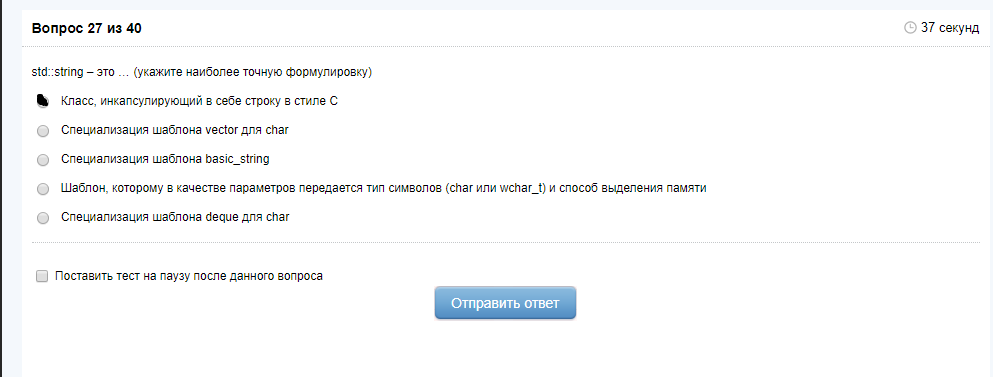 Вопрос 27 из 40
37 секунд
std::string – это … (укажите наиболее точную формулировку)
Класс, инкапсулирующий в себе строку в стиле C
Специализация шаблона vector для char
Специализация шаблона basic_string
Шаблон, которому в качестве параметров передается тип символов (char или wchar_t) и способ выделения памяти
Специализация шаблона deque для char
Поставить тест на паузу после данного вопроса
Отправить ответ